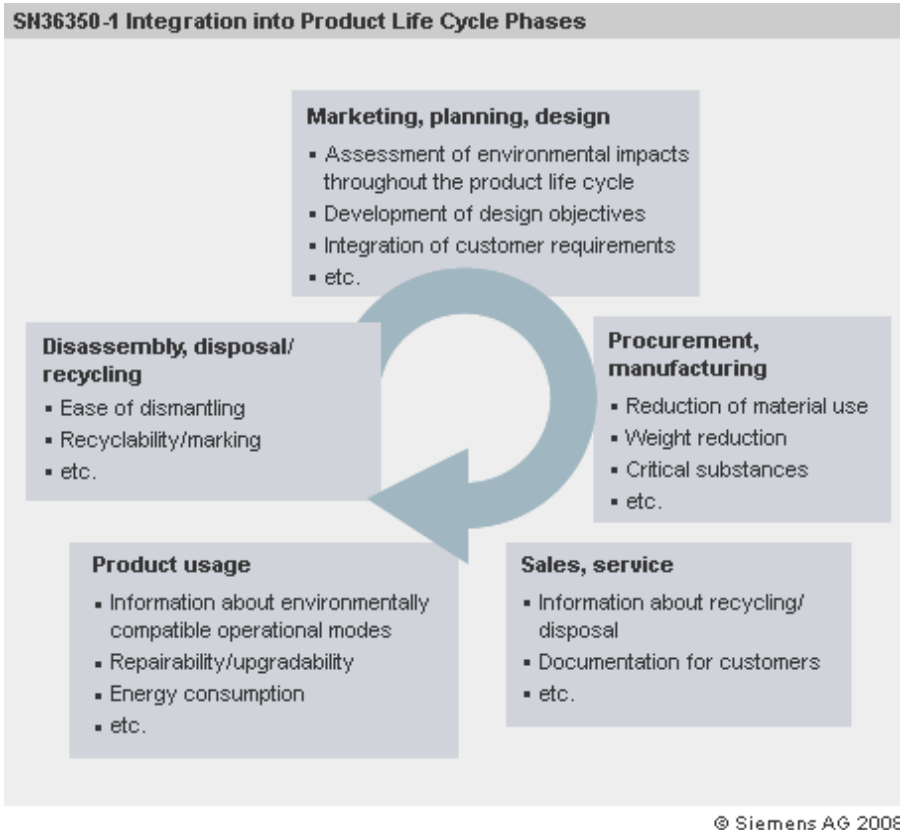 SN36350-1 Integration into Product Life Cycle Phases
Marketing, planning, design
▪ Assessment of environmental impacts
throughout the product life cycle
▪ Development of design objectives
▪ Integration of customer requirements
▪ etc.
Procurement,
manufacturing
▪ Reduction of material use
▪ Weight reduction
▪ Critical substances
▪ etc.
Sales, service
▪ Information about recycling/
disposal
▪ Documentation for customers
▪ etc.
Product usage
▪ Information about environmentally
compatible operational modes
▪ Repairability/upgradability
▪ Energy consumption
▪ etc.
Disassembly, disposal/
recycling
▪ Ease of dismantling
▪ Recyclability/marking
▪ etc.
© Siemens AG 2008